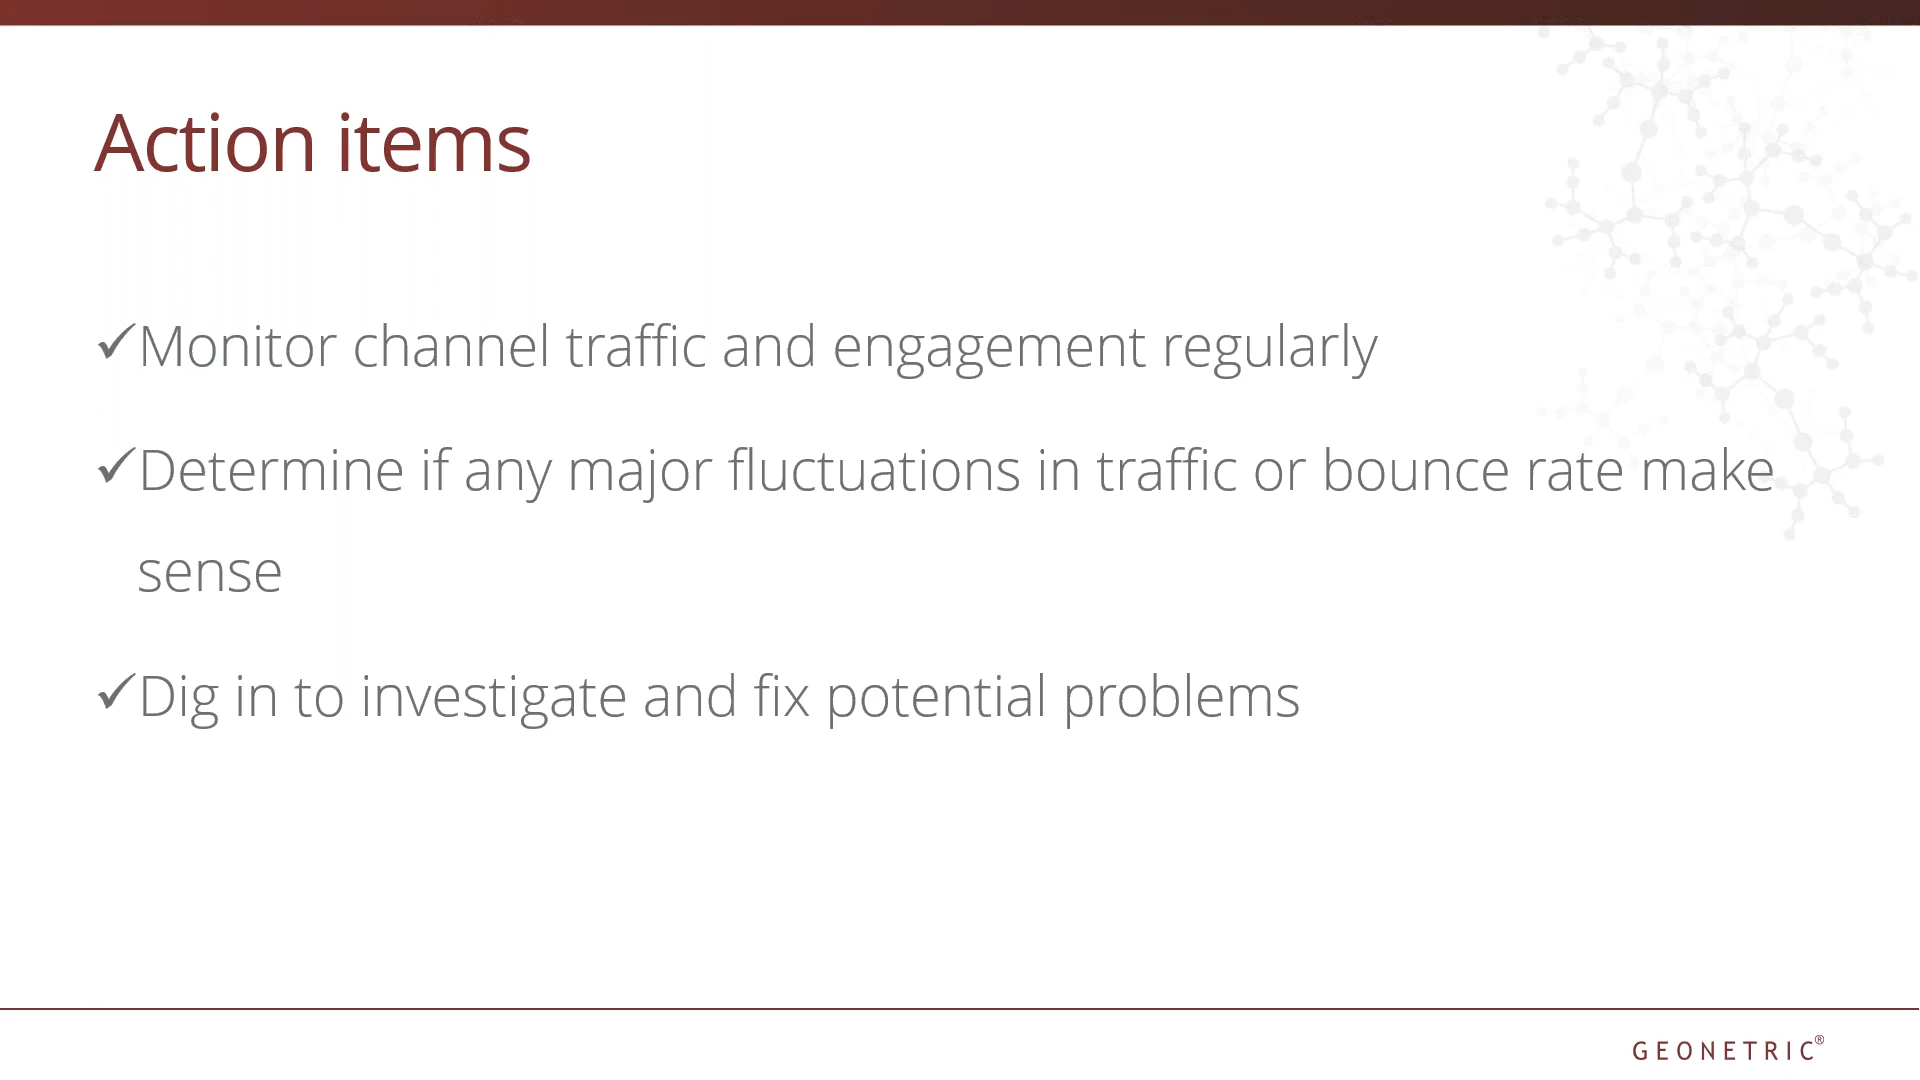 Action items
✓Monitor channel traffic and engagement regularly
✓Determine if any major fluctuations in traffic or bounce rate make
sense
✓Dig in to investigate and fix potential problems
GEONETRIC®